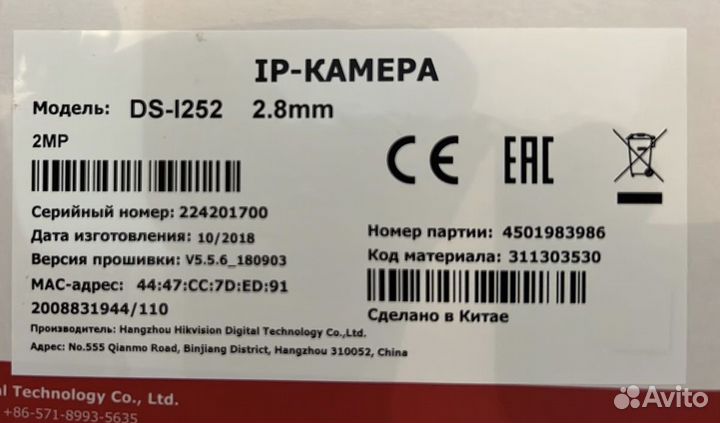 IP-КАМЕРА
Модель: DS-I252 2.8mm
2MP
CE EAC
Серийный номер: 224201700
Дата изготовления: 10/2018
Версия прошивки: V5.5.6_180903
MAC-адрес: 44:47:CC:7D:ED:91
2008831944/110
Номер партии: 4501983986
Код материала: 311303530
Сделано в Китае
Производитель: Hangzhou Hikvision Digital Technology Co.,Ltd.
Адрес: No.555 Qianmo Road, Binjiang District, Hangzhou 310052, China
al Technology Co., Ltd.
+86-571-8993-5635
Avito